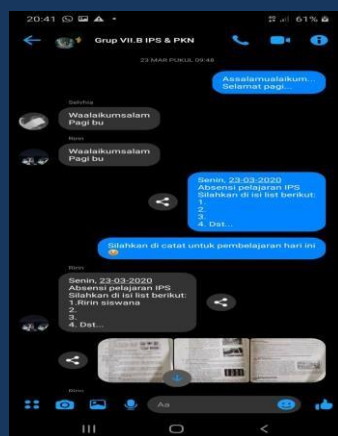 20:41
61%
Grup VII.B IPS & PKN
23 MAR PUKUL 09:48
Assalamualaikum...
Selamat pagi...
Waalaikumsalam
Pagi bu
Ririn
Waalaikumsalam
Pagi bu
Senin, 23-03-2020
Absensi pelajaran IPS
Silahkan di isi list berikut:
1.
2.
3.
4. Dst...
Silahkan di catat untuk pembelajaran hari ini
Ririn
Senin, 23-03-2020
Absensi pelajaran IPS
Silahkan di isi list berikut:
1.Ririn siswana
2.
3.
4. Dst...
Ririn
Aa